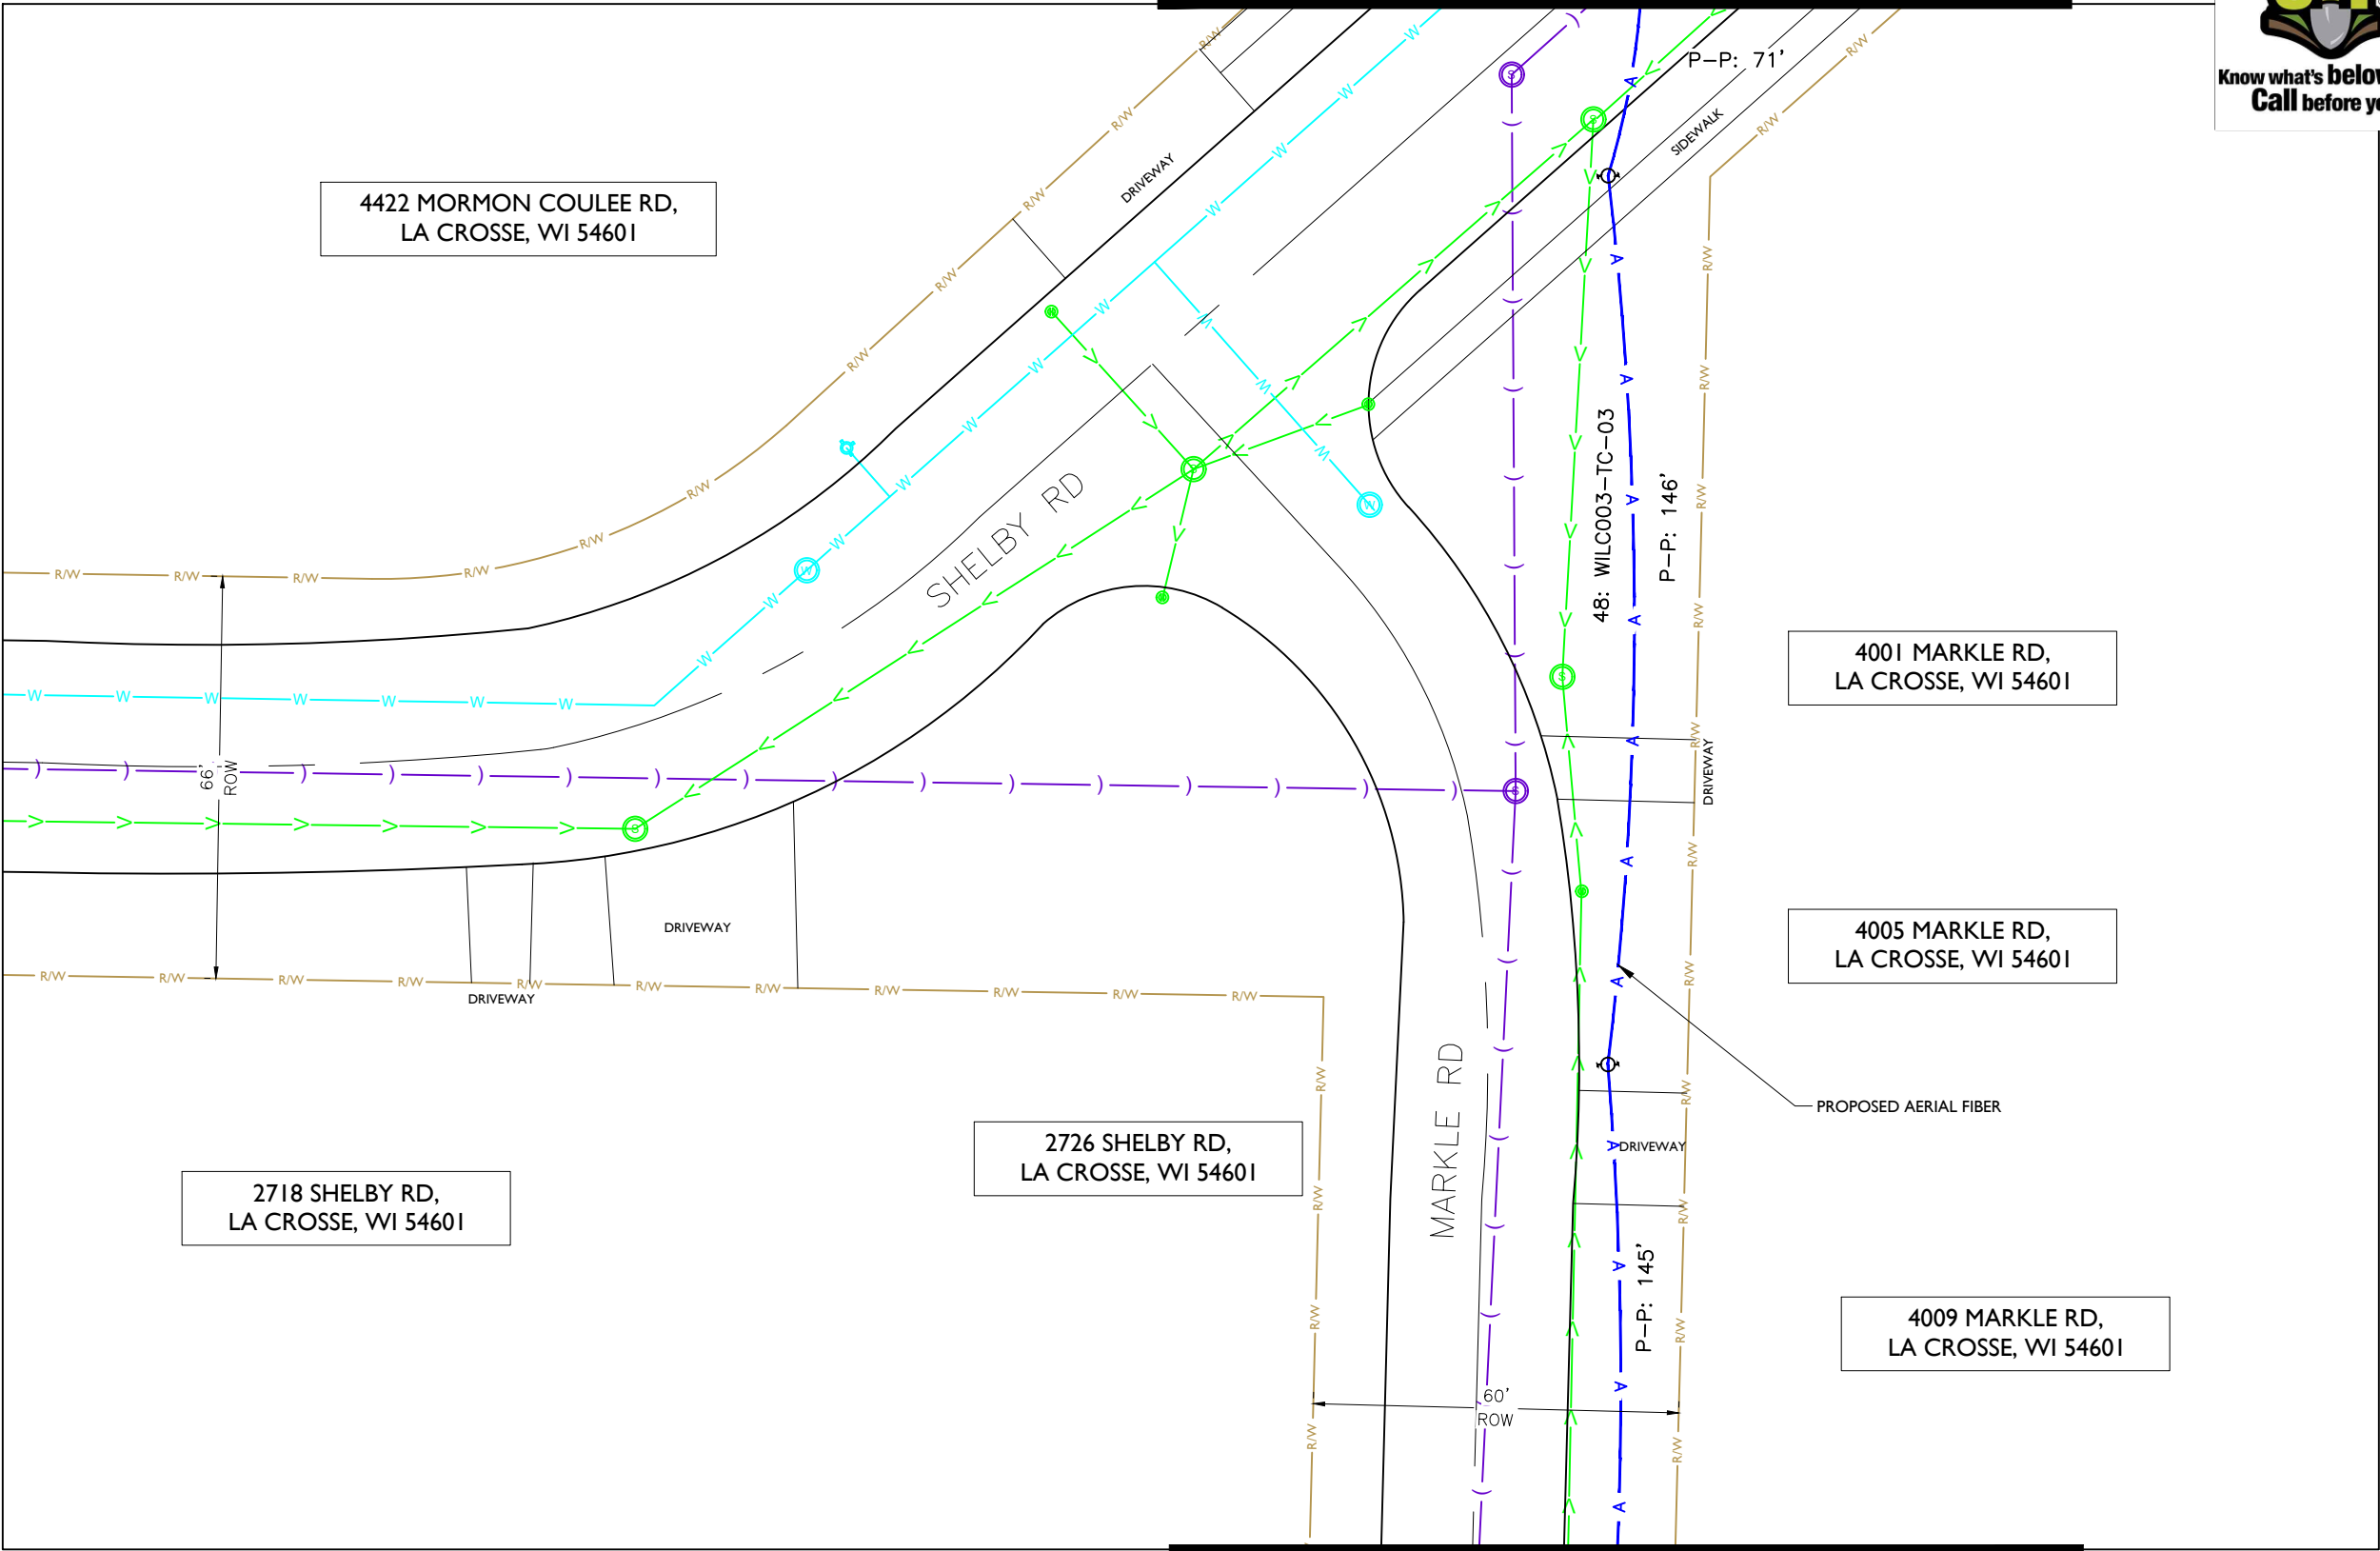 Know what's
Call before
P-P: 71'
SIDEWALK
DRIVEWAY
4422 MORMON COULEE RD,
LA CROSSE, WI 54601
SHELBY RD
48: WILC003-TC-03
P-P: 146'
4001 MARKLE RD,
LA CROSSE, WI 54601
DRIVEWAY
66'
ROW
4005 MARKLE RD,
LA CROSSE, WI 54601
DRIVEWAY
DRIVEWAY
PROPOSED AERIAL FIBER
DRIVEWAY
MARKLE RD
2726 SHELBY RD,
LA CROSSE, WI 54601
2718 SHELBY RD,
LA CROSSE, WI 54601
P-P: 145'
4009 MARKLE RD,
LA CROSSE, WI 54601
60'
ROW